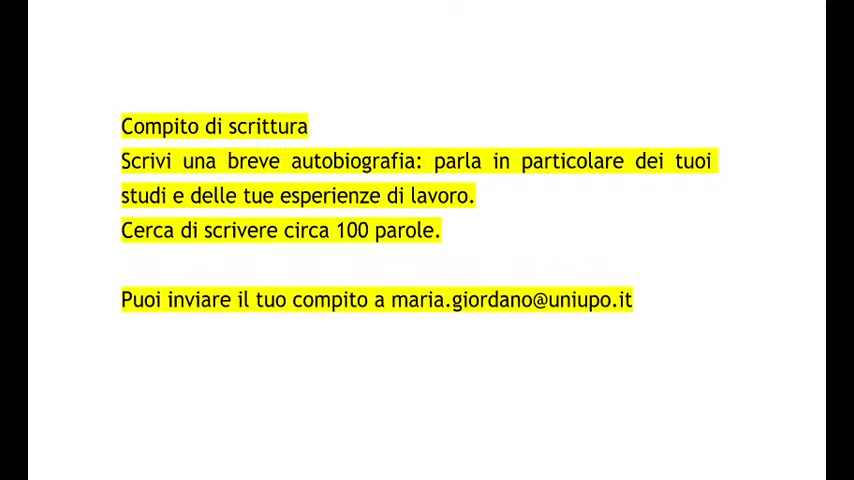 Compito di scrittura
Scrivi una breve autobiografia: parla in particolare dei tuoi
studi e delle tue esperienze di lavoro.
Cerca di scrivere circa 100 parole.
Puoi inviare il tuo compito a maria.giordano@uniupo.it